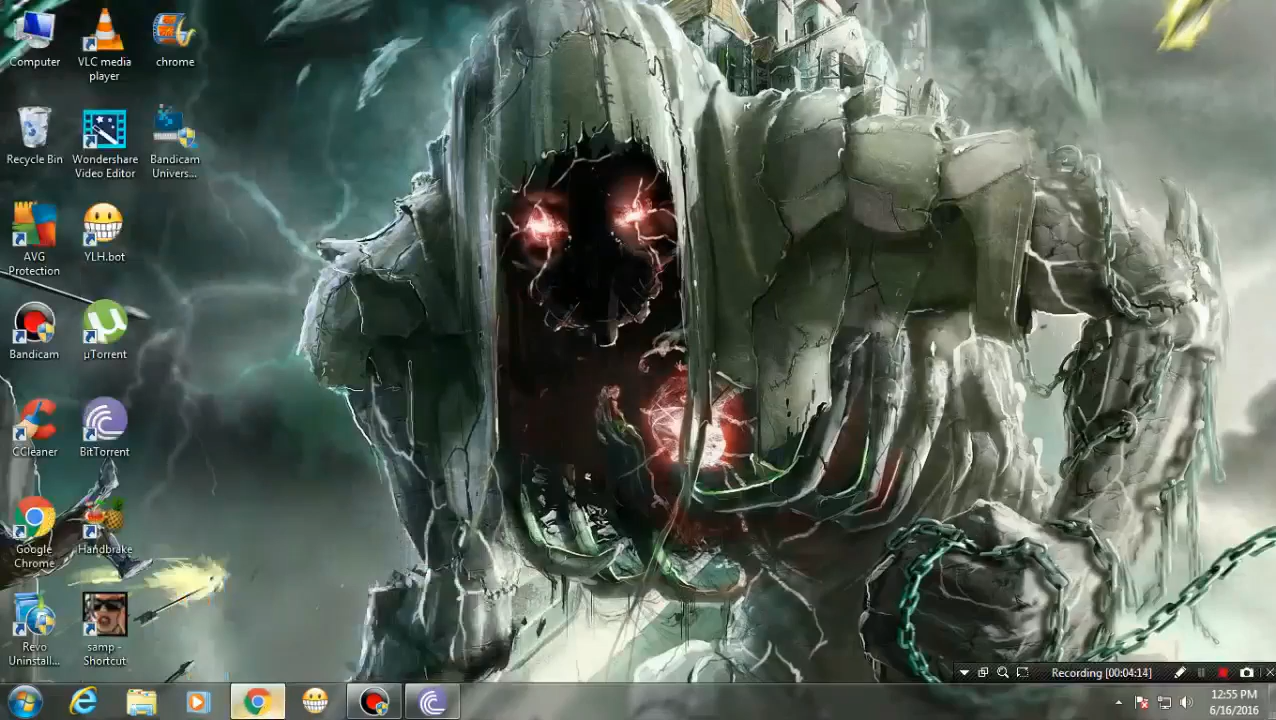 Computer
VLC media
player
chrome
Recycle Bin
Wondershare
Video Editor
Bandicam
Univers...
AVG
Protection
YLH.bot
Bandicam
µTorrent
CCleaner
BitTorrent
Google
Chrome
Handbrake
Revo
Uninstall...
samp -
Shortcut
Recording [00:04:14]
12:55 PM
6/16/2016